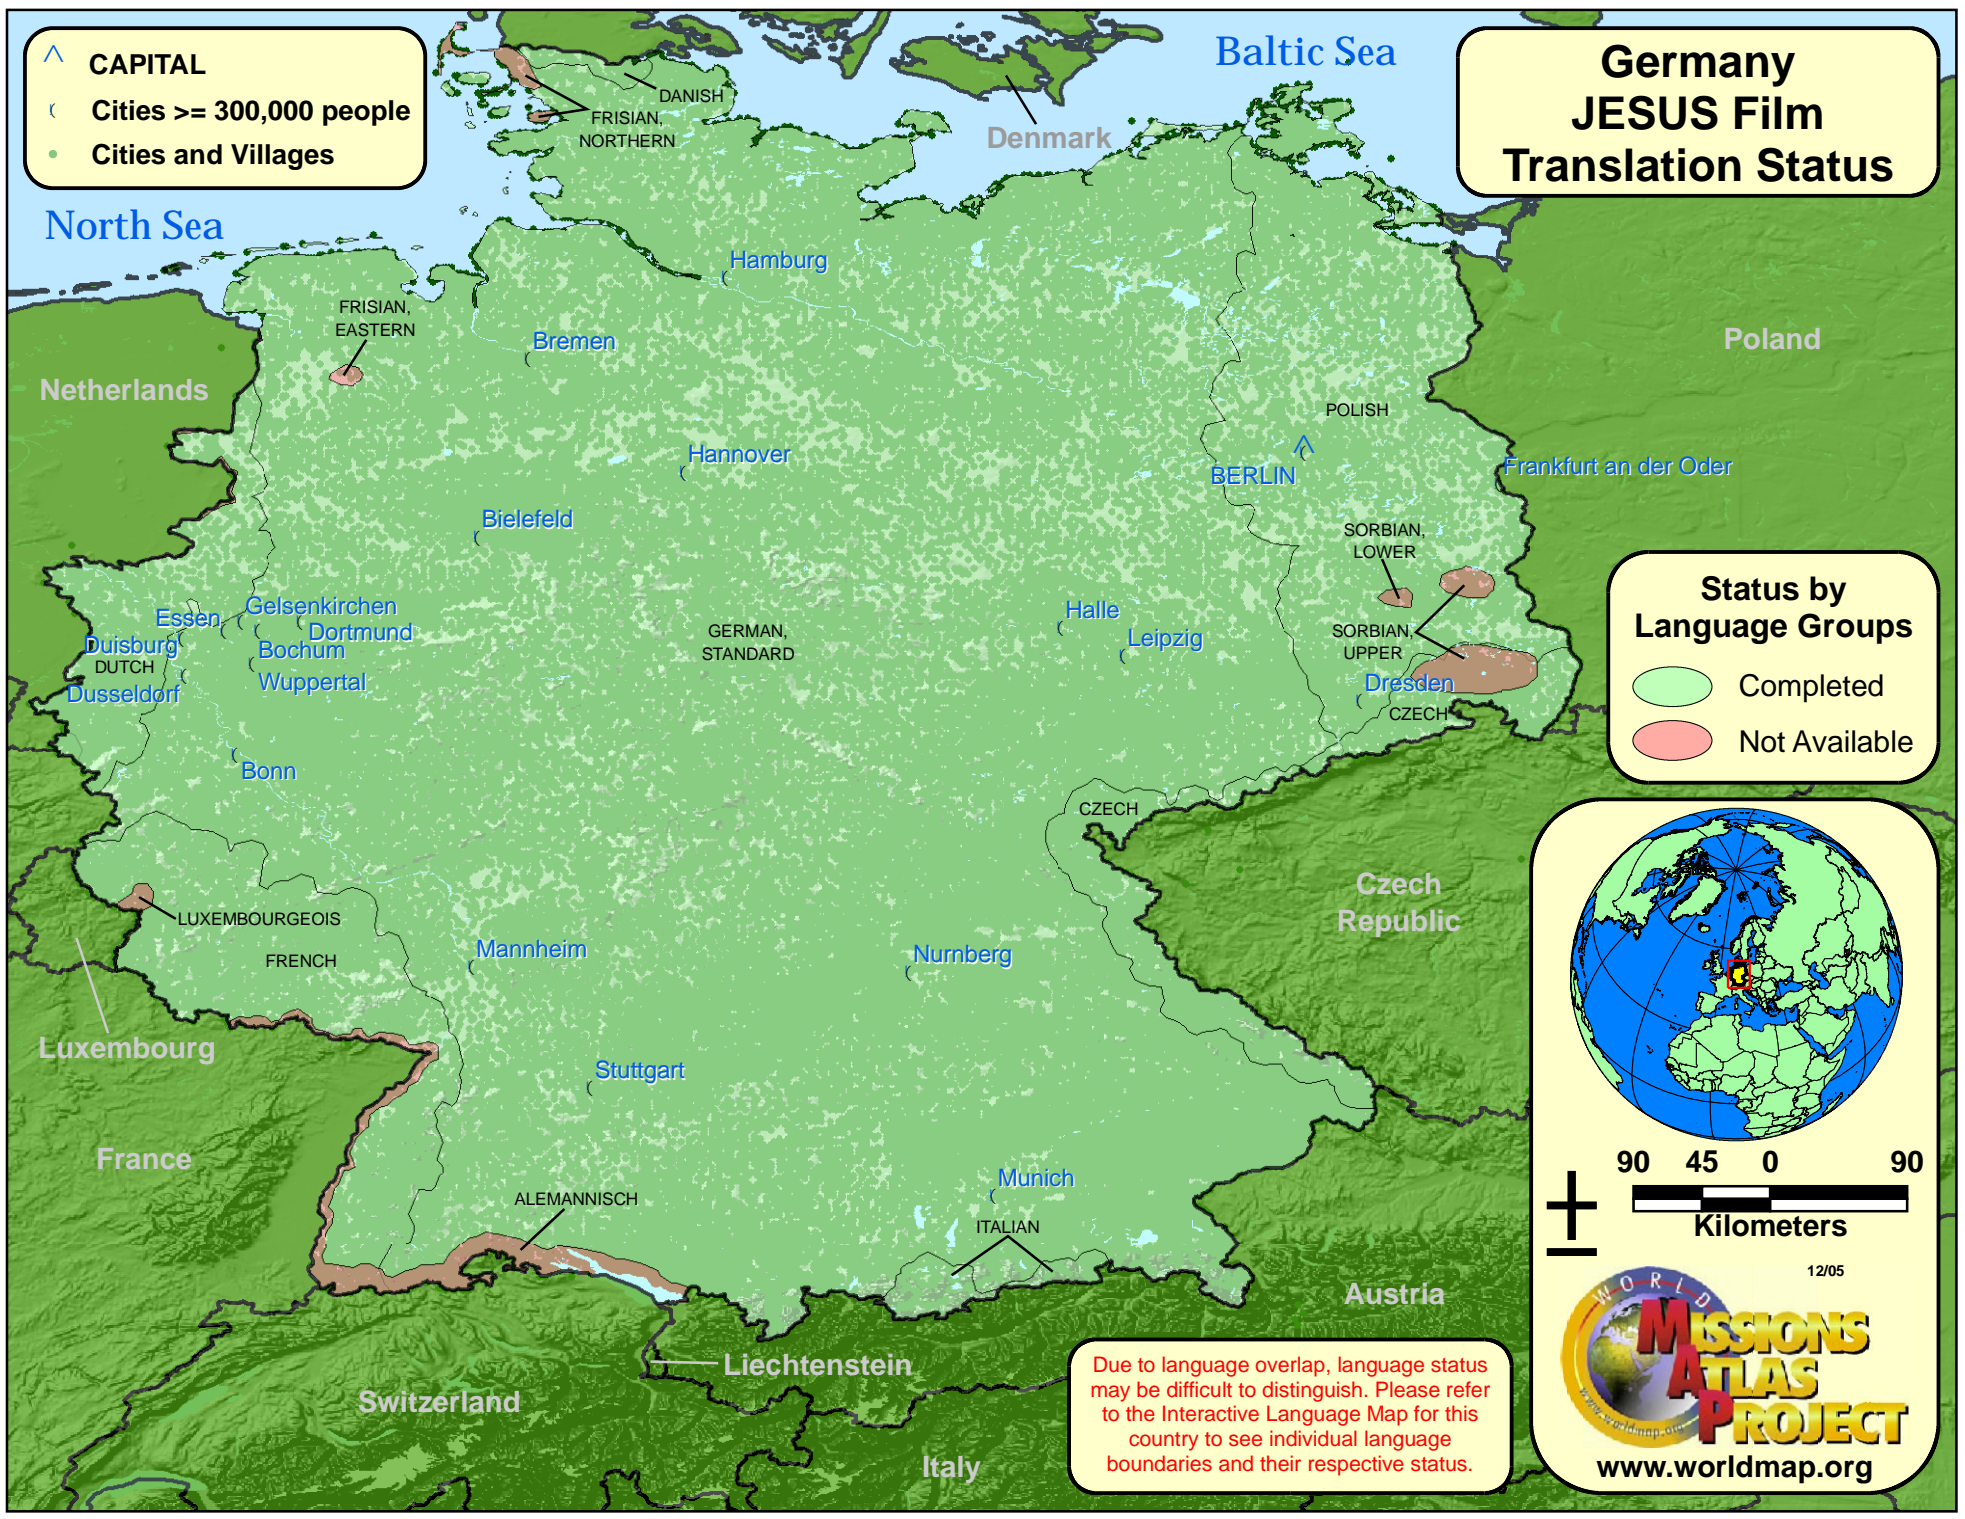 CAPITAL
Cities >= 300,000 people
Cities and Villages
Germany
JESUS Film
Translation Status
Baltic Sea
North Sea
DANISH
FRISIAN,
NORTHERN
Denmark
Hamburg
FRISIAN,
EASTERN
Bremen
Poland
Netherlands
POLISH
Hannover
BERLIN
Frankfurt an der Oder
Bielefeld
SORBIAN,
LOWER
Essen
Gelsenkirchen
Duisburg
Dortmund
Bochum
DUTCH
Dusseldorf
Wuppertal
GERMAN,
STANDARD
Halle
Leipzig
SORBIAN,
UPPER
Dresden
CZECH
Bonn
CZECH
Czech
Republic
LUXEMBOURGEOIS
FRENCH
Mannheim
Nurnberg
Luxembourg
Stuttgart
France
ALEMANNISCH
Munich
ITALIAN
Austria
Liechtenstein
Switzerland
Italy
Status by
Language Groups
Completed
Not Available
90 45 0 90
Kilometers
12/05
WORLD
MISSIONS
ATLAS
PROJECT
www.worldmap.org
www.worldmap.org
Due to language overlap, language status
may be difficult to distinguish. Please refer
to the Interactive Language Map for this
country to see individual language
boundaries and their respective status.